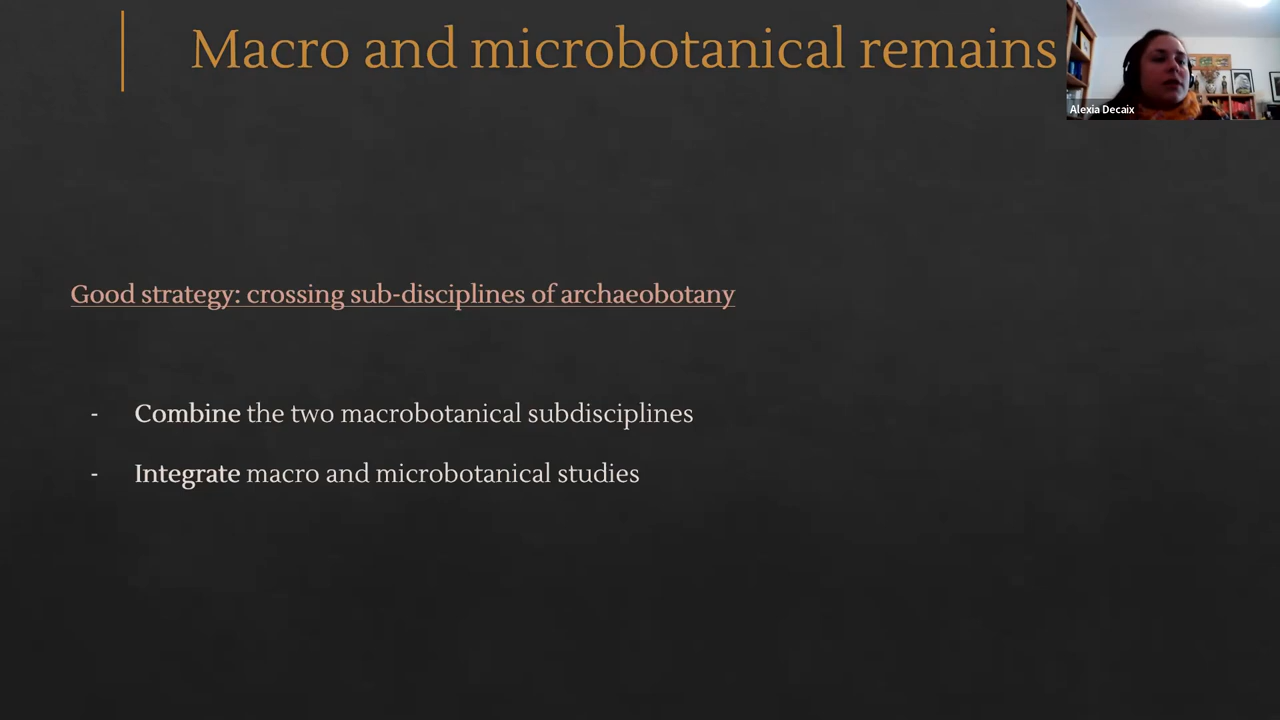 Macro and microbotanical remains
Alexia Decaix
Good strategy: crossing sub-disciplines of archaeobotany
- Combine the two macrobotanical subdisciplines
- Integrate macro and microbotanical studies